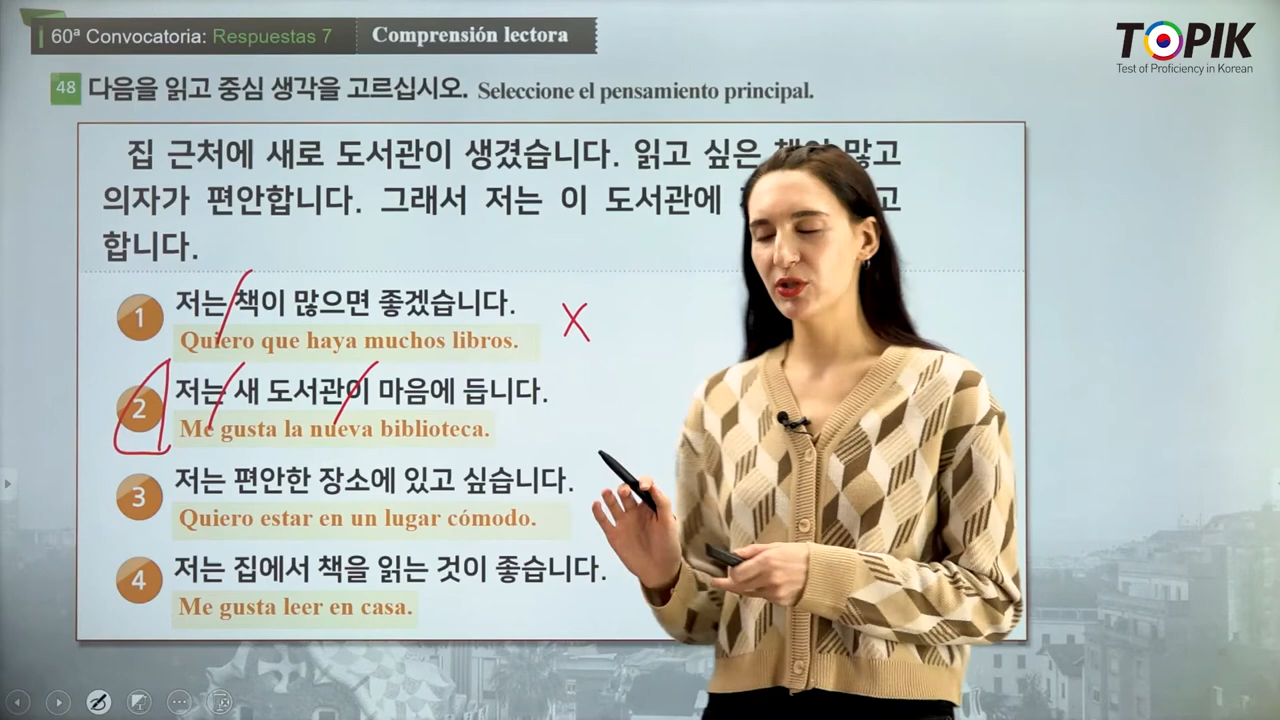 60ª Convocatoria: Respuestas 7 Comprensión lectora
TOPIK
Test of Proficiency in Korean
48 다음을 읽고 중심 생각을 고르십시오. Seleccione el pensamiento principal.
집 근처에 새로 도서관이 생겼습니다. 읽고 싶은 많고
의자가 편안합니다. 그래서 저는 이 도서관에 고
합니다.
1 저는 책이 많으면 좋겠습니다.
Quiero que haya muchos libros.
2 저는 새 도서관이 마음에 듭니다.
Me gusta la nueva biblioteca.
3 저는 편안한 장소에 있고 싶습니다.
Quiero estar en un lugar cómodo.
4 저는 집에서 책을 읽는 것이 좋습니다.
Me gusta leer en casa.